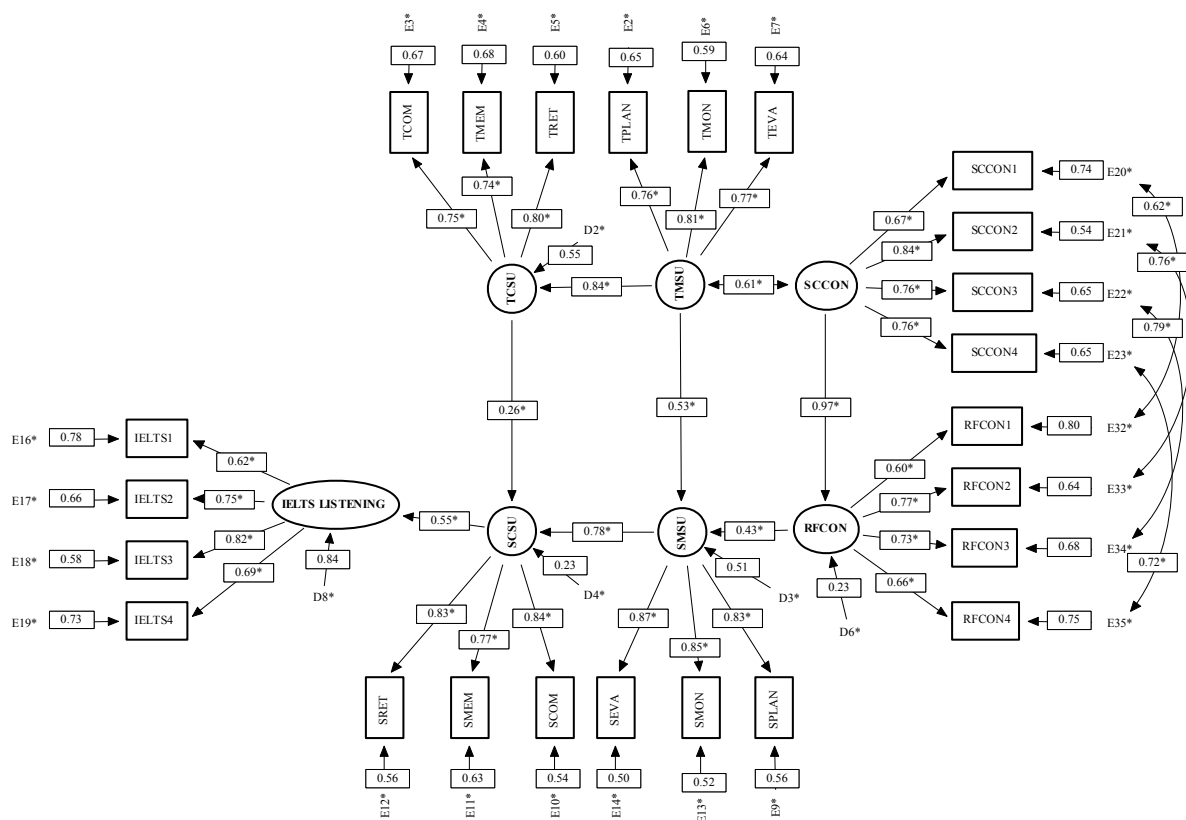 E3*
E4*
E5*
E2*
E6*
E7*
0.67
0.68
0.60
0.65
0.59
0.64
TCOM
TMEM
TRET
TPLAN
TMON
TEVA
0.75*
0.74*
0.80*
0.76*
0.81*
0.77*
D2*
0.55
TCSU
0.84*
TMSU
0.61*
SCCON
0.67*
0.84*
0.76*
0.76*
SCCON1
0.74
E20*
SCCON2
0.54
E21*
SCCON3
0.65
E22*
SCCON4
0.65
E23*
0.62*
0.76*
0.79*
0.72*
0.26*
0.53*
0.97*
E16*
0.78
IELTS1
E17*
0.66
IELTS2
E18*
0.58
IELTS3
E19*
0.73
IELTS4
0.62*
0.75*
0.82*
0.69*
IELTS LISTENING
0.84
D8*
0.55*
SCSU
0.23
D4*
0.78*
SMSU
0.51
D3*
0.43*
RFCON
0.23
D6*
0.60*
0.77*
0.73*
0.66*
RFCON1
0.80
E32*
RFCON2
0.64
E33*
RFCON3
0.68
E34*
RFCON4
0.75
E35*
0.83*
0.77*
0.84*
0.87*
0.85*
0.83*
SRET
SMEM
SCOM
SEVA
SMON
SPLAN
0.56
0.63
0.54
0.50
0.52
0.56
E12*
E11*
E10*
E14*
E13*
E9*